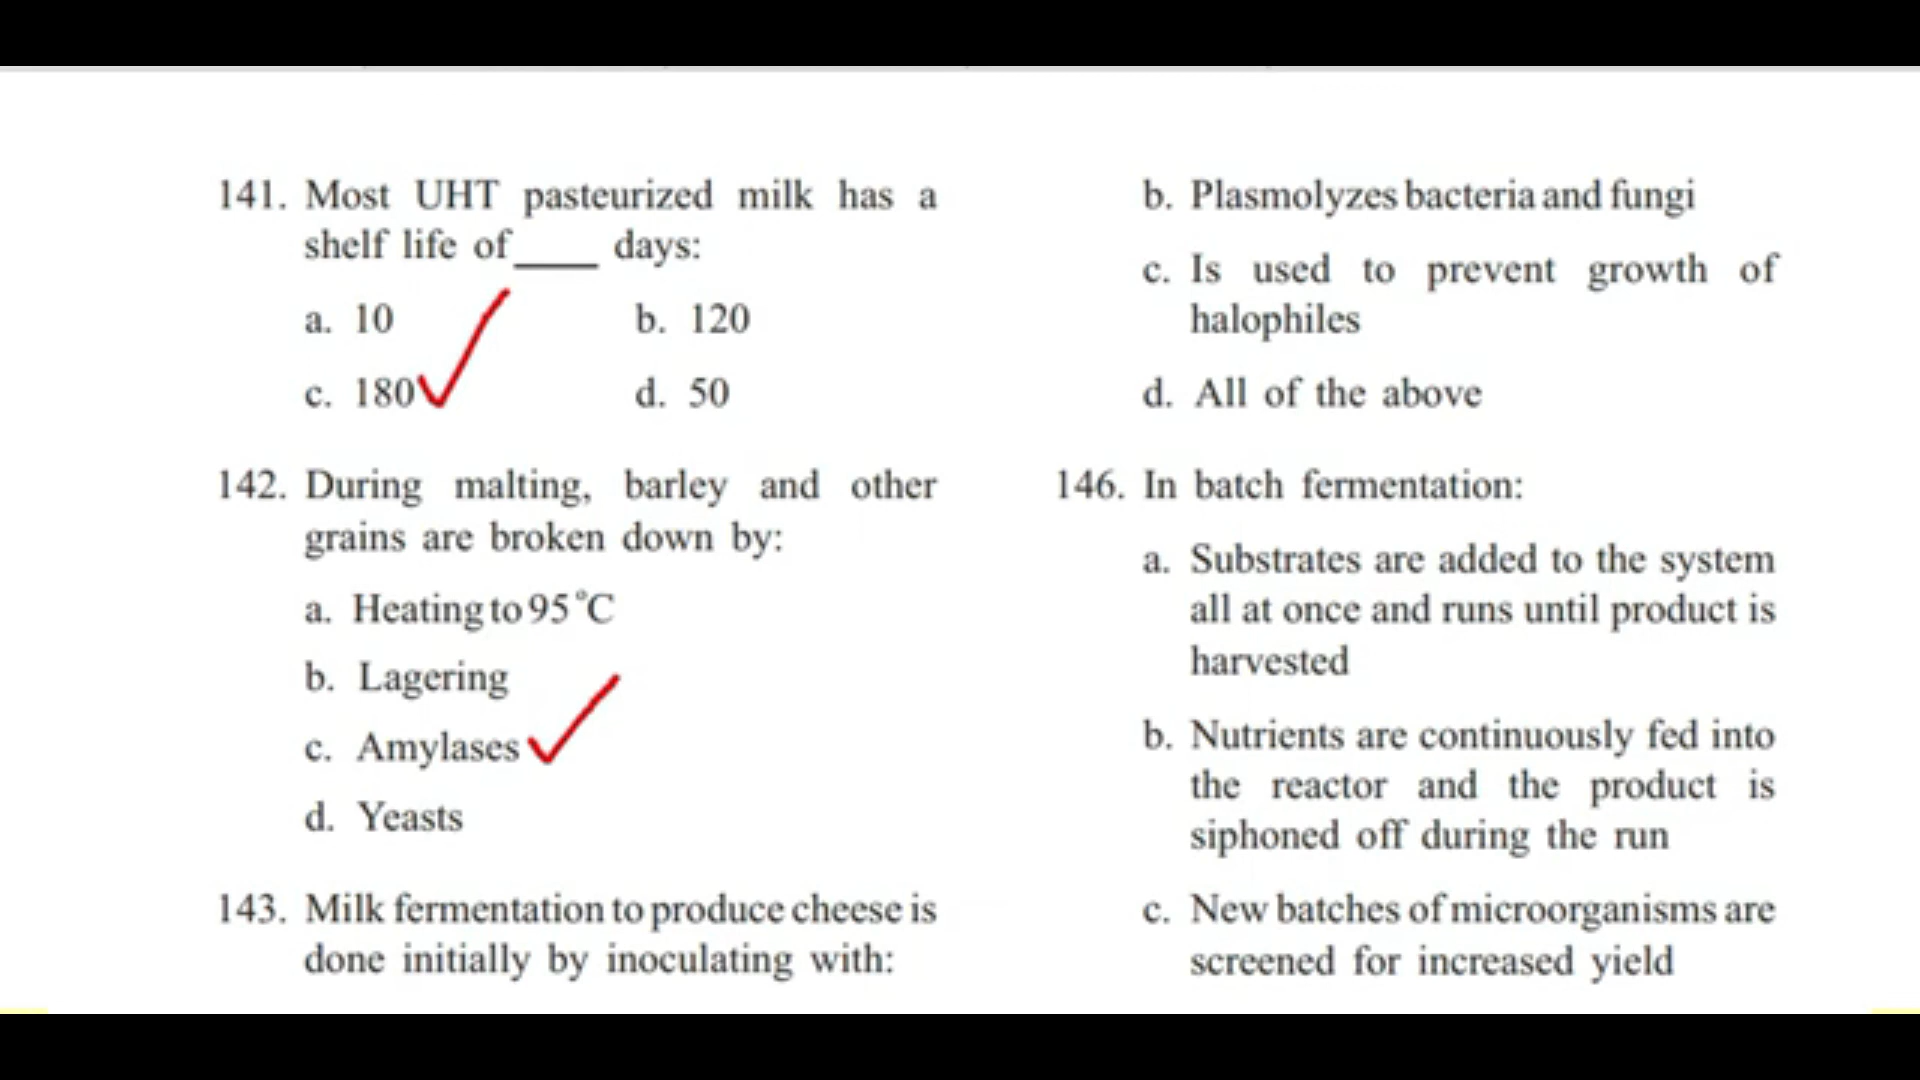 141. Most UHT pasteurized milk has a
shelf life of ____ days:
a. 10
b. 120
c. 180
d. 50
142. During malting, barley and other
grains are broken down by:
a. Heating to 95°C
b. Lagering
c. Amylases
d. Yeasts
143. Milk fermentation to produce cheese is
done initially by inoculating with:
b. Plasmolyzes bacteria and fungi
c. Is used to prevent growth of
halophiles
d. All of the above
146. In batch fermentation:
a. Substrates are added to the system
all at once and runs until product is
harvested
b. Nutrients are continuously fed into
the reactor and the product is
siphoned off during the run
c. New batches of microorganisms are
screened for increased yield